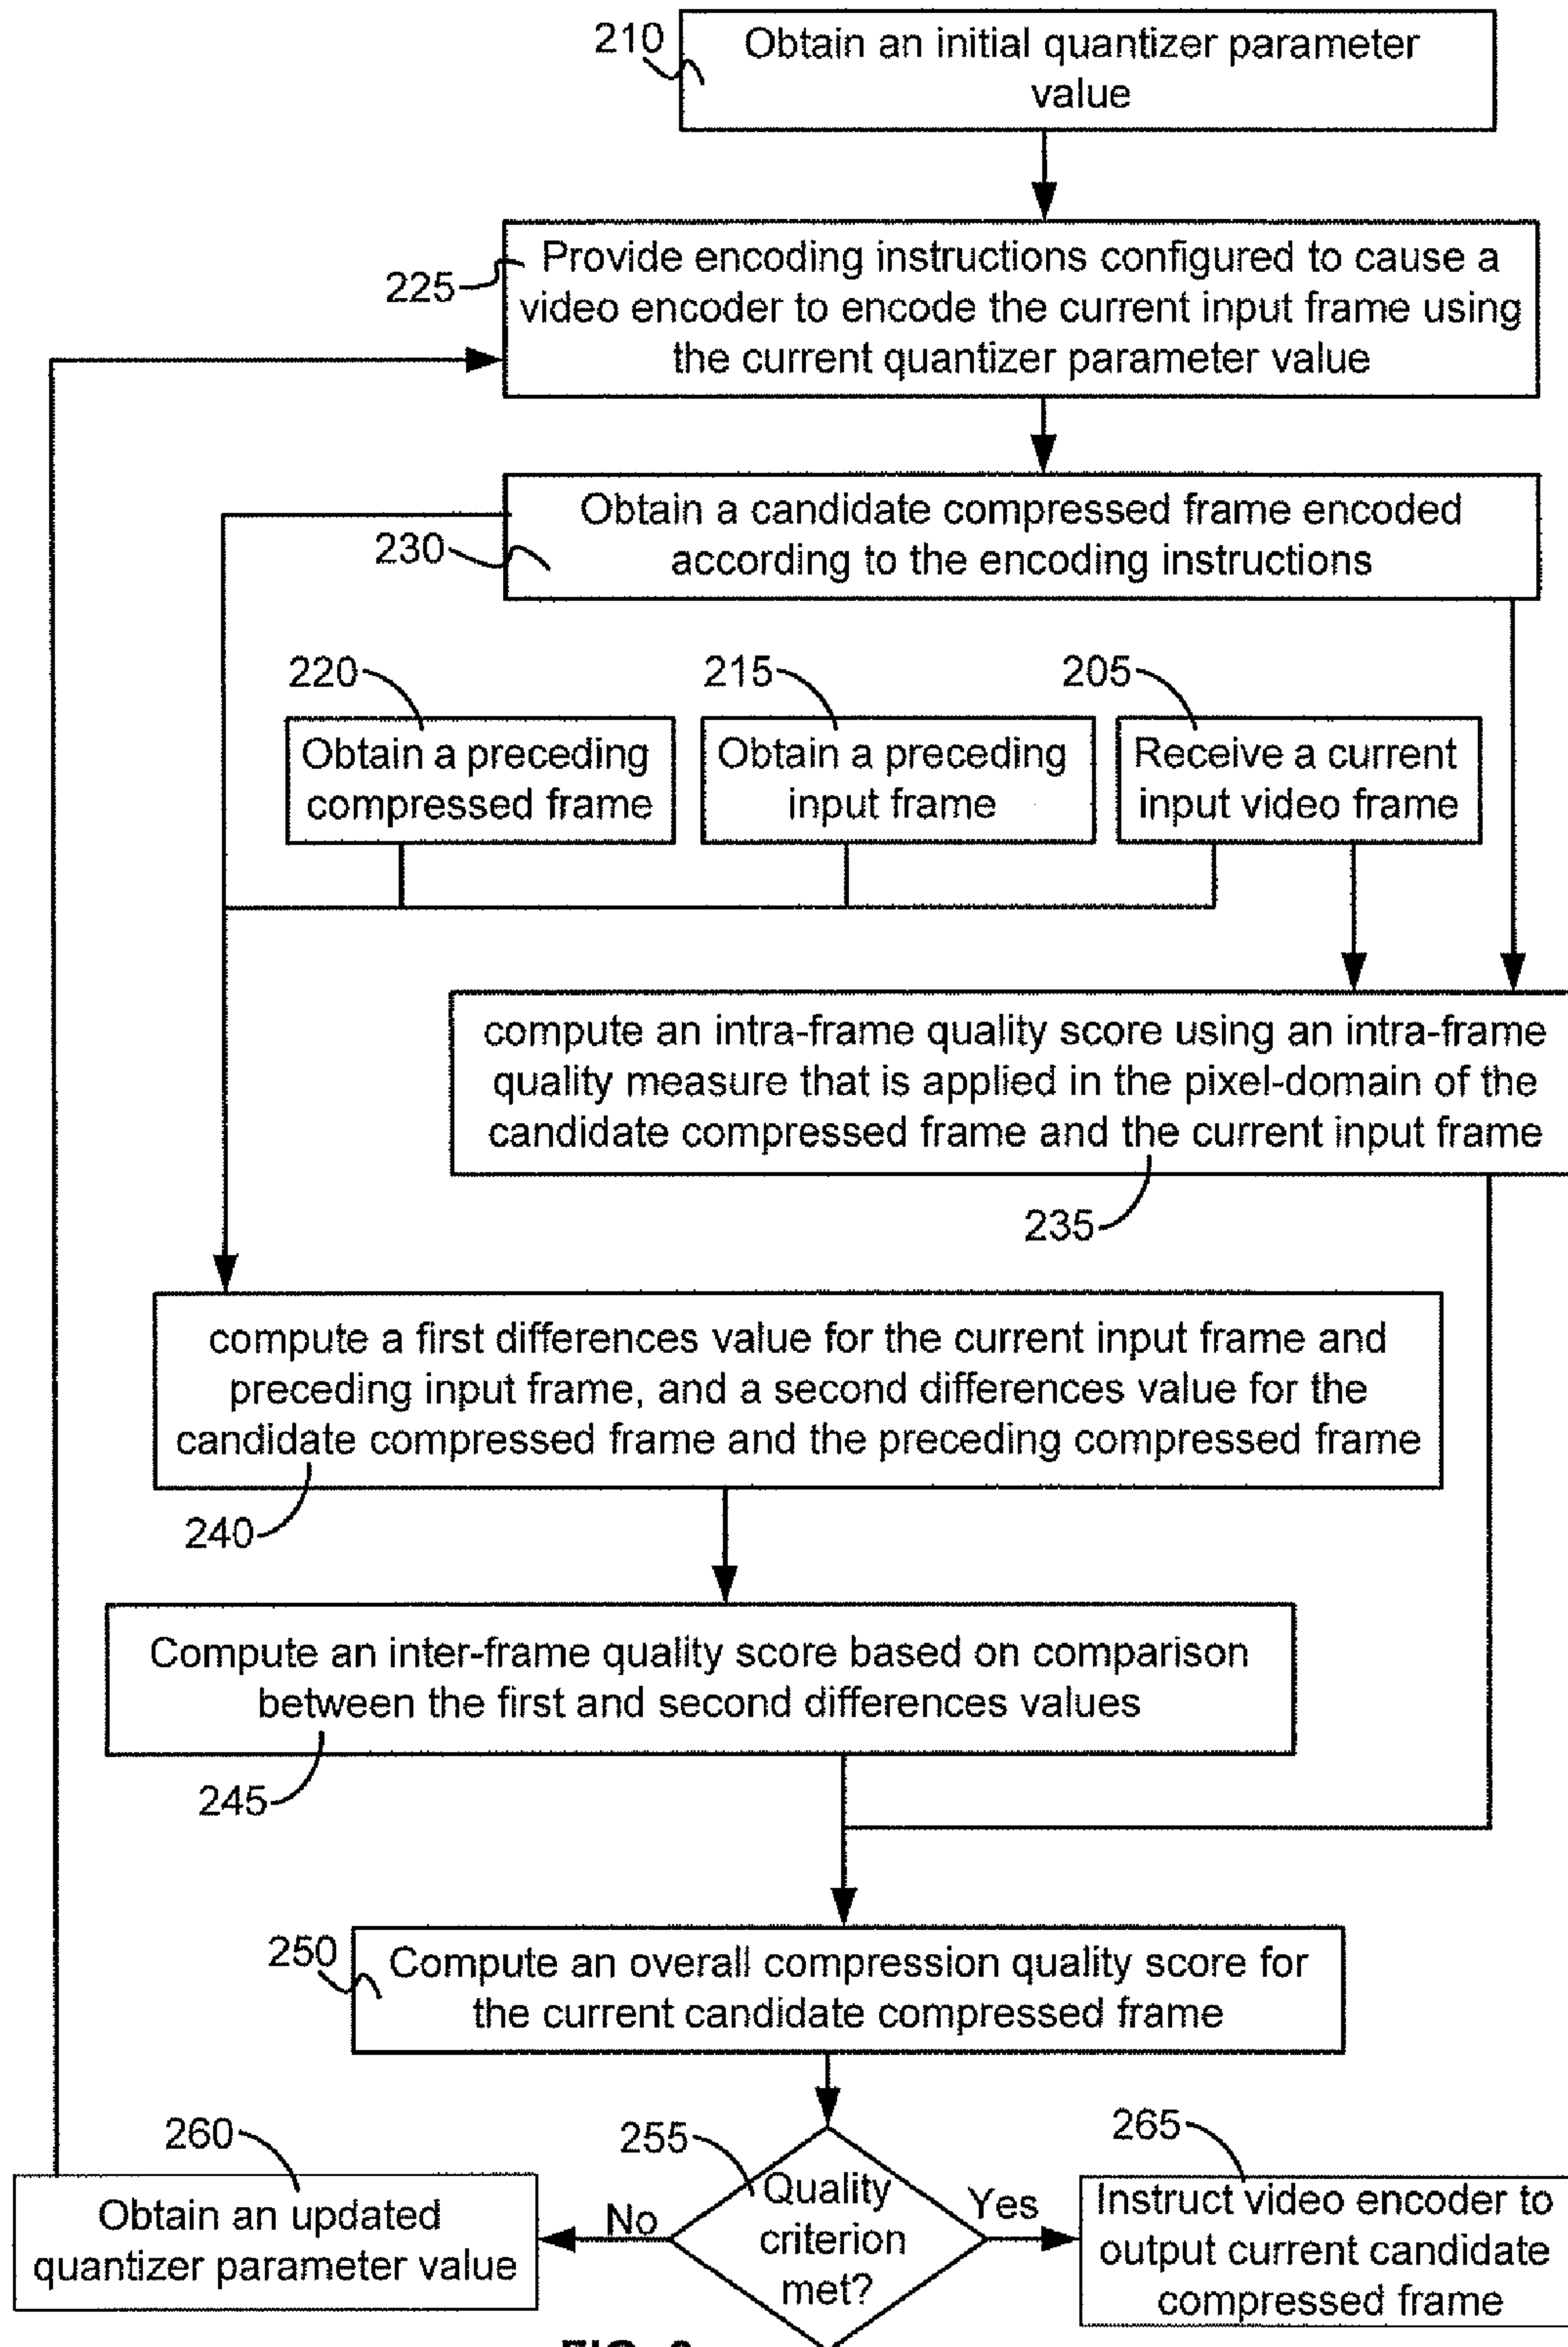 210
Obtain an initial quantizer parameter
value
225
Provide encoding instructions configured to cause a
video encoder to encode the current input frame using
the current quantizer parameter value
230
Obtain a candidate compressed frame encoded
according to the encoding instructions
220
215
205
Obtain a preceding
compressed frame
Obtain a preceding
input frame
Receive a current
input video frame
compute an intra-frame quality score using an intra-frame
quality measure that is applied in the pixel-domain of the
candidate compressed frame and the current input frame
235
compute a first differences value for the current input frame and
preceding input frame, and a second differences value for the
candidate compressed frame and the preceding compressed frame
240
Compute an inter-frame quality score based on comparison
between the first and second differences values
245
250
Compute an overall compression quality score for
the current candidate compressed frame
260
255
265
Obtain an updated
quantizer parameter value
No
Quality
criterion
met?
Yes
Instruct video encoder to
output current candidate
compressed frame
FIG.